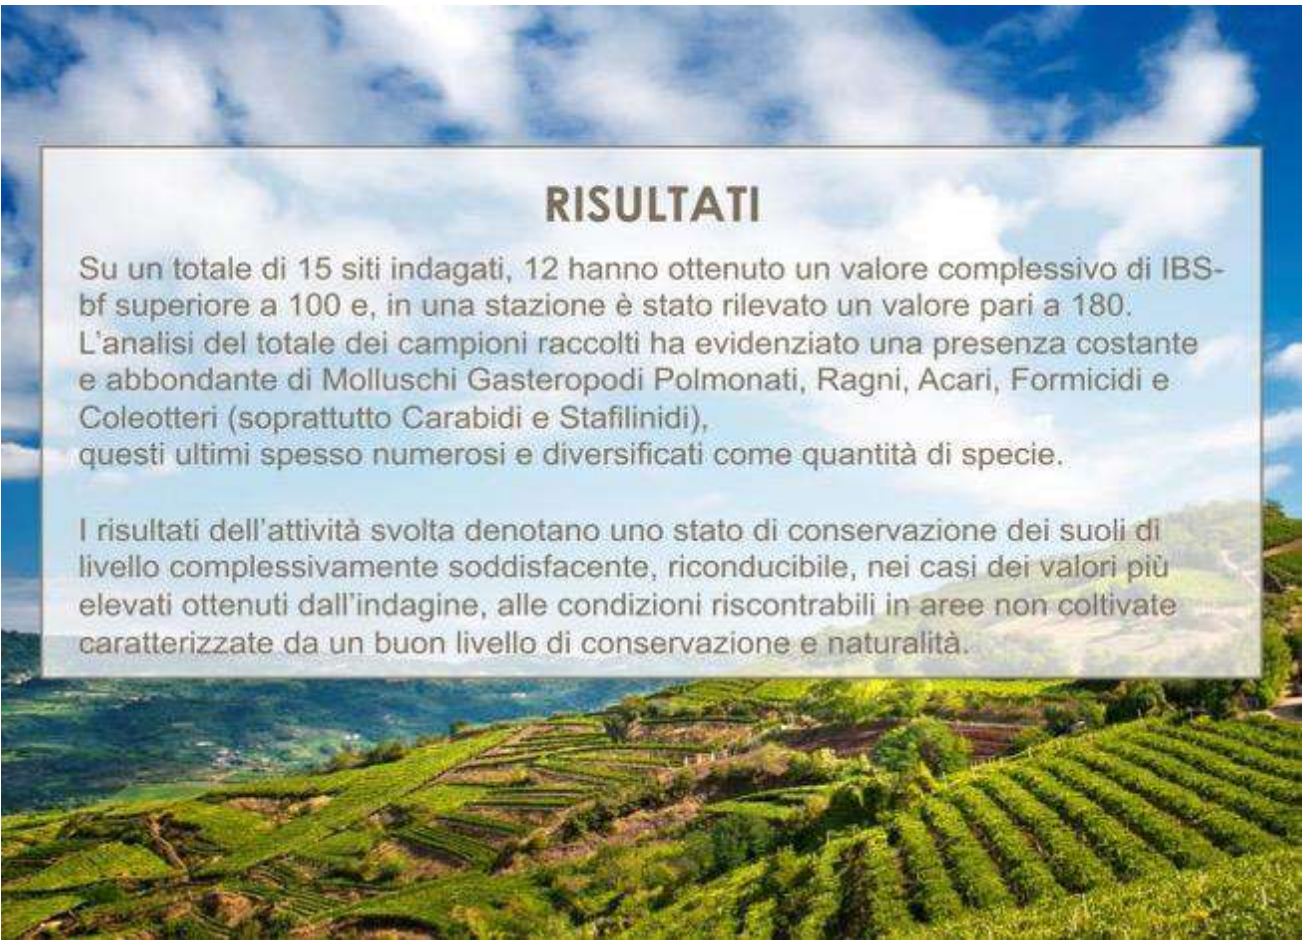 RISULTATI
Su un totale di 15 siti indagati, 12 hanno ottenuto un valore complessivo di IBS-
bf superiore a 100 e, in una stazione è stato rilevato un valore pari a 180.
L'analisi del totale dei campioni raccolti ha evidenziato una presenza costante
e abbondante di Molluschi Gasteropodi Polmonati, Ragni, Acari, Formicidi e
Coleotteri (soprattutto Carabidi e Stafilinidi),
questi ultimi spesso numerosi e diversificati come quantità di specie.
I risultati dell'attività svolta denotano uno stato di conservazione dei suoli di
livello complessivamente soddisfacente, riconducibile, nei casi dei valori più
elevati ottenuti dall'indagine, alle condizioni riscontrabili in aree non coltivate
caratterizzate da un buon livello di conservazione e naturalità.